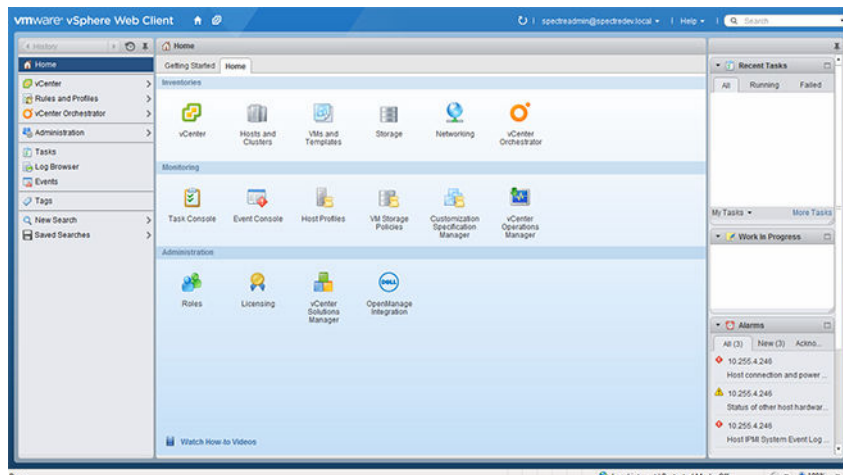 vmware vSphere Web Client
spectreadmin@spectredev.local
Help
Search
History
Home
Home
vCenter
Rules and Profiles
vCenter Orchestrator
Administration
Tasks
Log Browser
Events
Tags
New Search
Saved Searches
Getting Started
Home
Inventories
vCenter
Hosts and
Clusters
VMs and
Templates
Storage
Networking
vCenter
Orchestrator
Monitoring
Task Console
Event Console
Host Profiles
VM Storage
Policies
Customization
Specification
Manager
vCenter
Operations
Manager
Administration
Roles
Licensing
vCenter
Solutions
Manager
DELL
OpenManage
Integration
Watch How-to Videos
Recent Tasks
All
Running
Failed
My Tasks
More Tasks
Work In Progress
Alarms
All (3)
New (3)
Ackno...
10.255.4.246
Host connection and power ...
10.255.4.246
Status of other host hardwar...
10.255.4.246
Host IPMI System Event Log ...